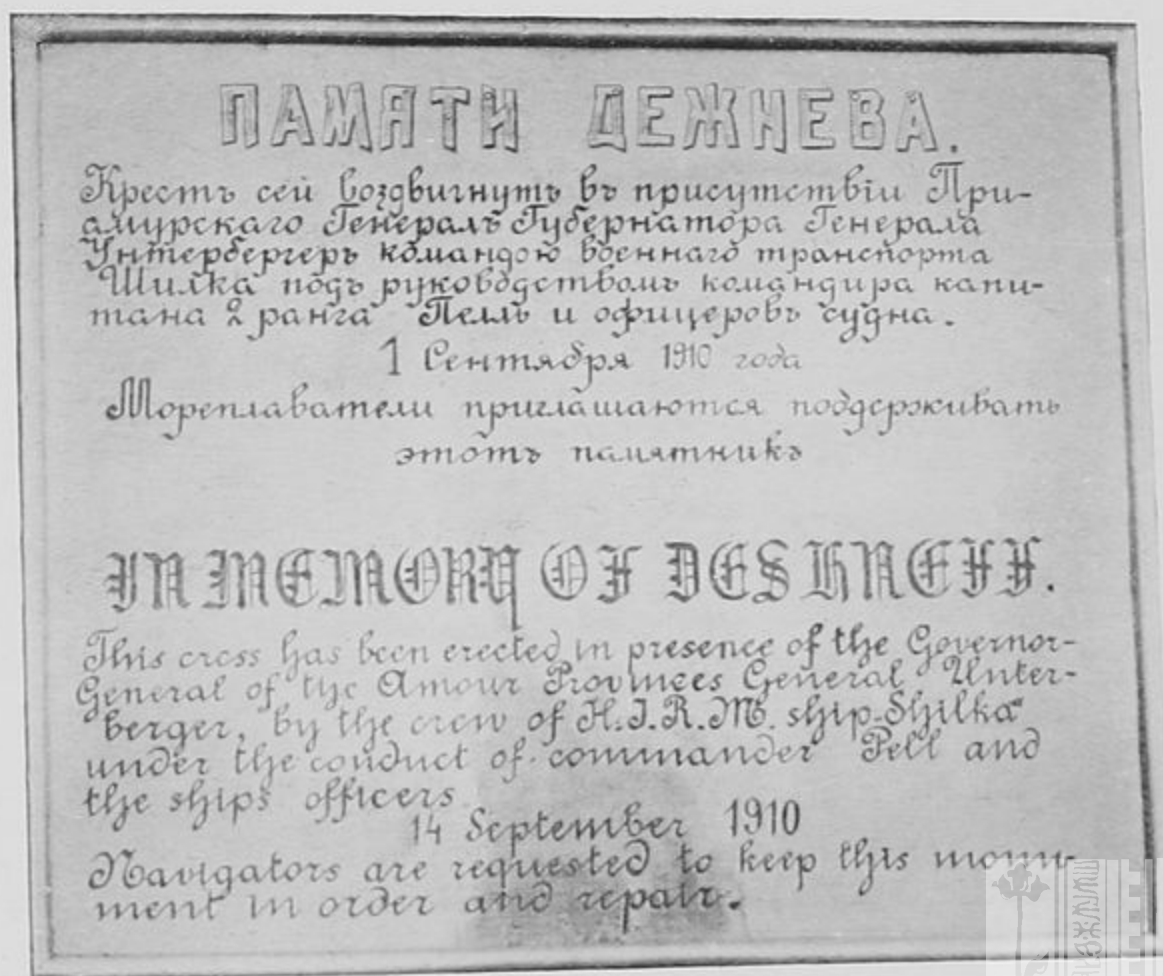 ПАМЯТИ ДЕЖНЕВА.
Крестъ сей воздвигнутъ въ присутствіи При-
амурскаго Генералъ Губернатора Генерала
Унтербергеръ командою военнаго транспорта
Шилка подъ руководствомъ командира капи-
тана 2 ранга Пелль и офицеровъ судна.
1 Сентября 1910 года
Мореплаватели приглашаются поддерживать
этотъ памятникъ
IN MEMORY OF DESHNEFF.
This cross has been erected in presence of the Governor-
General of the Amour Provinces General Unter-
berger, by the crew of H.I.R.M. ship „Shilka"
under the conduct of commander Pell and
the ships officers
14 September 1910
Navigators are requested to keep this monu-
ment in order and repair.